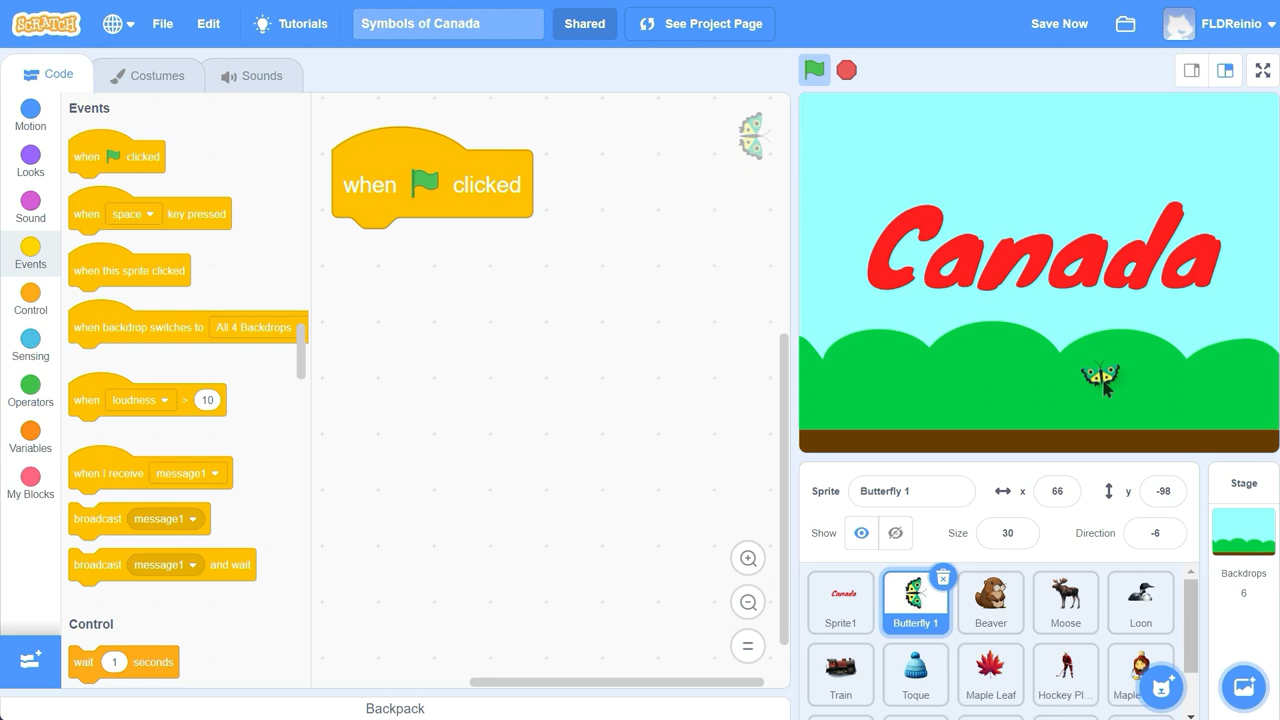 SCRATCH File Edit Tutorials Symbols of Canada Shared See Project Page Save Now FLDReinio
Code Costumes Sounds
Motion
Looks
Sound
Events
Control
Sensing
Operators
Variables
My Blocks
Events
when clicked
when space key pressed
when this sprite clicked
when backdrop switches to All 4 Backdrops
when loudness > 10
when I receive message1
broadcast message1
broadcast message1 and wait
Control
wait 1 seconds
when clicked
Canada
Sprite Butterfly 1 x 66 y -98
Show Size 30 Direction -6
Canada
Sprite1 Butterfly 1 Beaver Moose Loon
Train Toque Maple Leaf Hockey Pl... Maple
Stage
Backdrops
6
Backpack